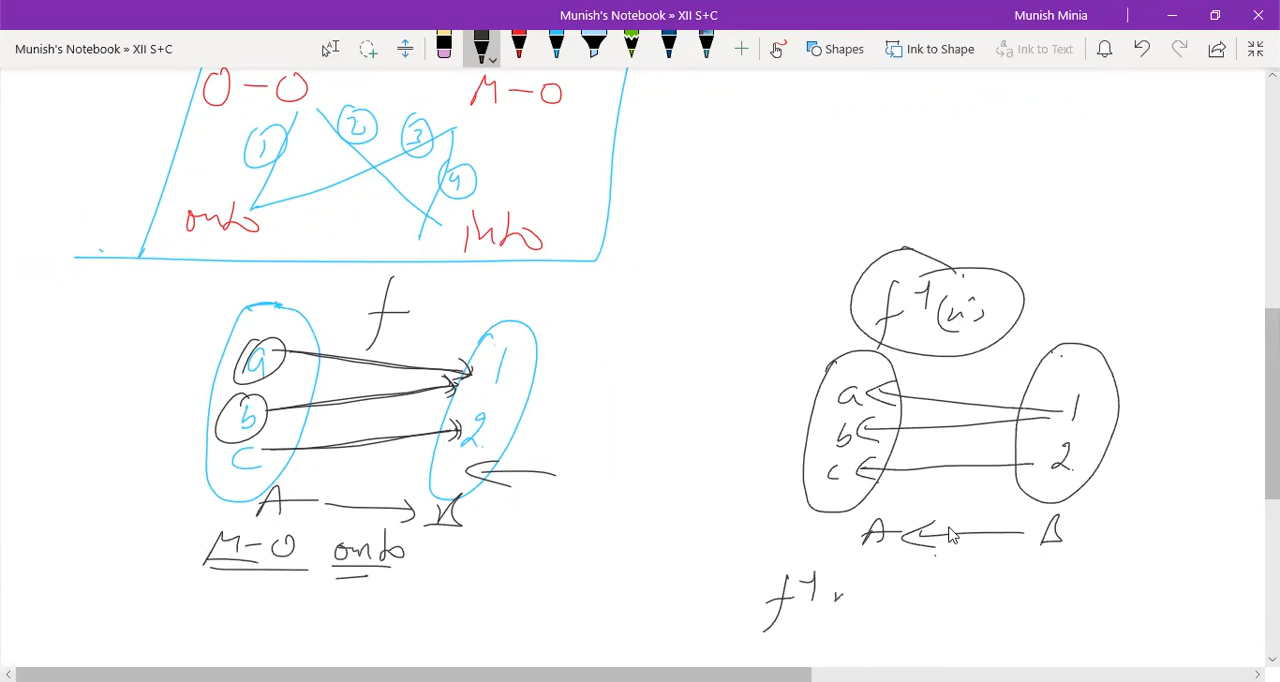 Munish's Notebook » XII S+C
Munish Minia
Munish's Notebook » XII S+C
Shapes
Ink to Shape
Ink to Text
O-O
M-O
1
2
3
4
onto
into
f
a
1
b
2
c
A
M-O onto
f⁻¹(x)
a
1
b
2
c
A
B
f⁻¹